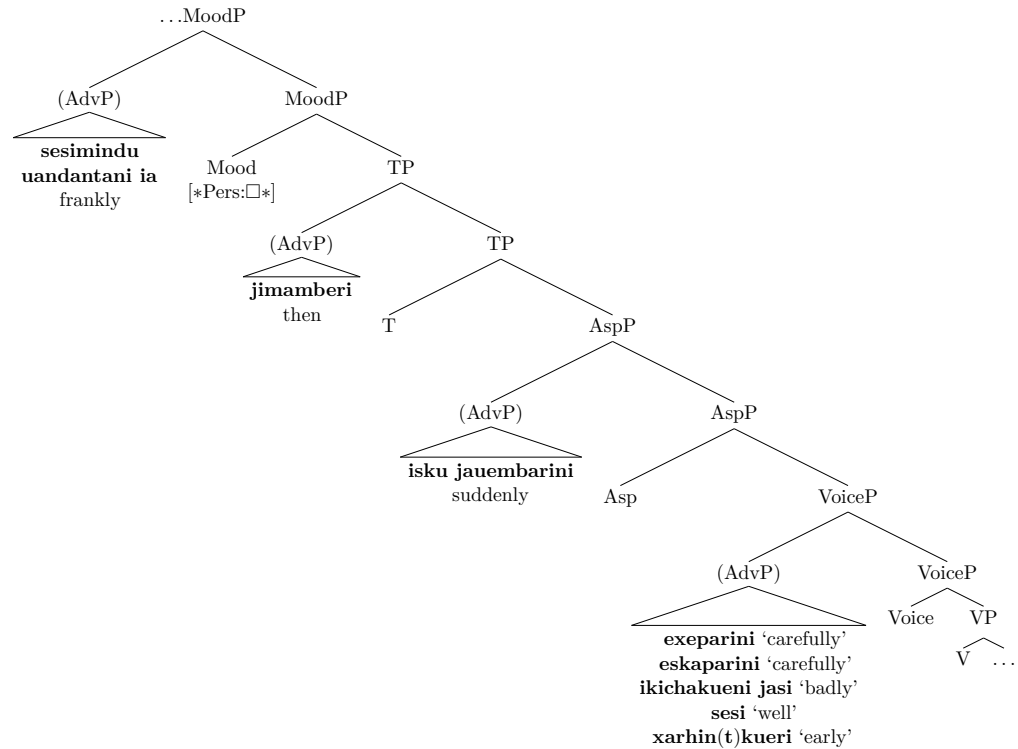 ...MoodP
(AdvP) MoodP
sesimindu
uandantani ia
frankly
Mood TP
[∗Pers:□∗]
(AdvP) TP
jimamberi
then
T AspP
(AdvP) AspP
isku jauembarini
suddenly
Asp VoiceP
(AdvP) VoiceP
exeparini ‘carefully’
eskaparini ‘carefully’
ikichakueni jasi ‘badly’
sesi ‘well’
xarhin(t)kueri ‘early’
Voice VP
V ...